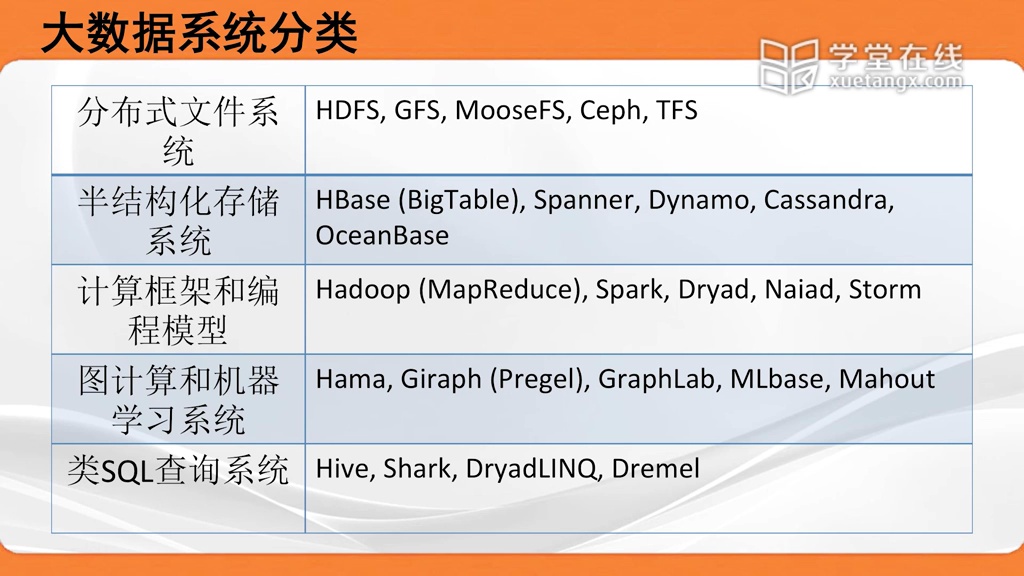 大数据系统分类
学堂在线
xuetangx.com
分布式文件系
统
HDFS, GFS, MooseFS, Ceph, TFS
半结构化存储
系统
HBase (BigTable), Spanner, Dynamo, Cassandra,
OceanBase
计算框架和编
程模型
Hadoop (MapReduce), Spark, Dryad, Naiad, Storm
图计算和机器
学习系统
Hama, Giraph (Pregel), GraphLab, MLbase, Mahout
类SQL查询系统
Hive, Shark, DryadLINQ, Dremel